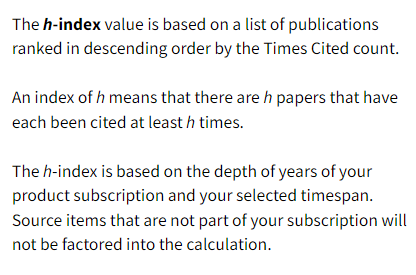 The h-index value is based on a list of publications
ranked in descending order by the Times Cited count.
An index of h means that there are h papers that have
each been cited at least h times.
The h-index is based on the depth of years of your
product subscription and your selected timespan.
Source items that are not part of your subscription will
not be factored into the calculation.